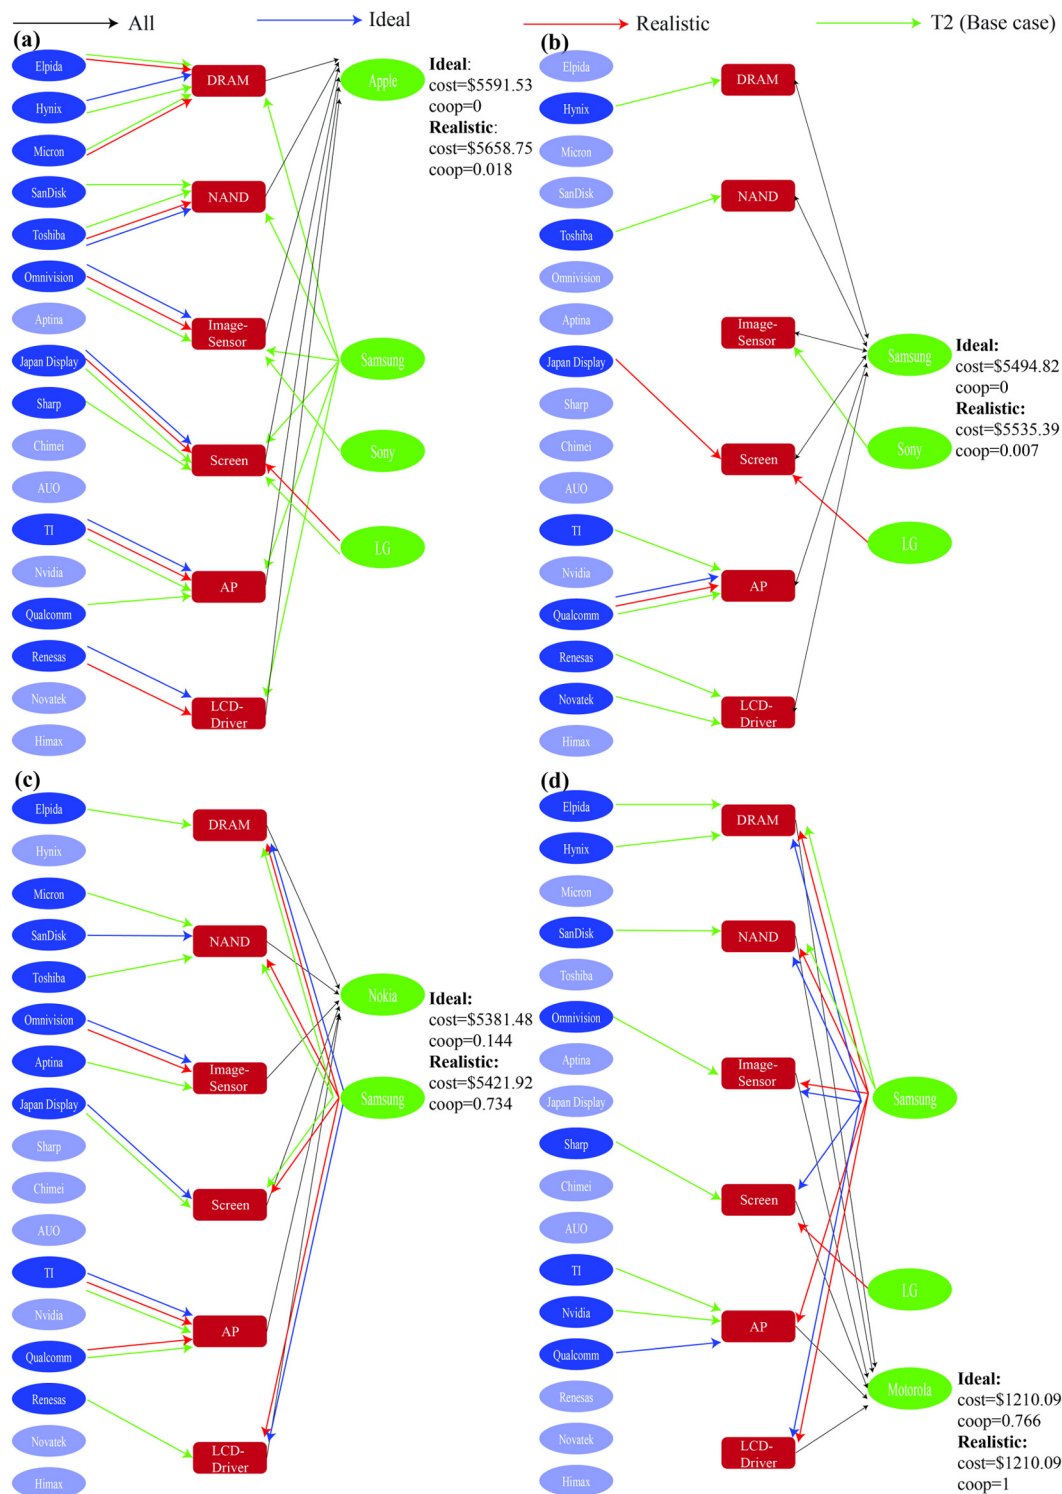 All
Ideal
Realistic
T2 (Base case)
(a)
Elpida
Hynix
Micron
SanDisk
Toshiba
Omnivision
Aptina
Japan Display
Sharp
Chimei
AUO
TI
Nvidia
Qualcomm
Renesas
Novatek
Himax
DRAM
NAND
Image-
Sensor
Screen
AP
LCD-
Driver
Apple
Samsung
Sony
LG
Ideal:
cost=$5591.53
coop=0
Realistic:
cost=$5658.75
coop=0.018
(b)
Elpida
Hynix
Micron
SanDisk
Toshiba
Omnivision
Aptina
Japan Display
Sharp
Chimei
AUO
TI
Nvidia
Qualcomm
Renesas
Novatek
Himax
DRAM
NAND
Image-
Sensor
Screen
AP
LCD-
Driver
Samsung
Sony
LG
Ideal:
cost=$5494.82
coop=0
Realistic:
cost=$5535.39
coop=0.007
(c)
Elpida
Hynix
Micron
SanDisk
Toshiba
Omnivision
Aptina
Japan Display
Sharp
Chimei
AUO
TI
Nvidia
Qualcomm
Renesas
Novatek
Himax
DRAM
NAND
Image-
Sensor
Screen
AP
LCD-
Driver
Nokia
Samsung
Ideal:
cost=$5381.48
coop=0.144
Realistic:
cost=$5421.92
coop=0.734
(d)
Elpida
Hynix
Micron
SanDisk
Toshiba
Omnivision
Aptina
Japan Display
Sharp
Chimei
AUO
TI
Nvidia
Qualcomm
Renesas
Novatek
Himax
DRAM
NAND
Image-
Sensor
Screen
AP
LCD-
Driver
Samsung
LG
Motorola
Ideal:
cost=$1210.09
coop=0.766
Realistic:
cost=$1210.09
coop=1